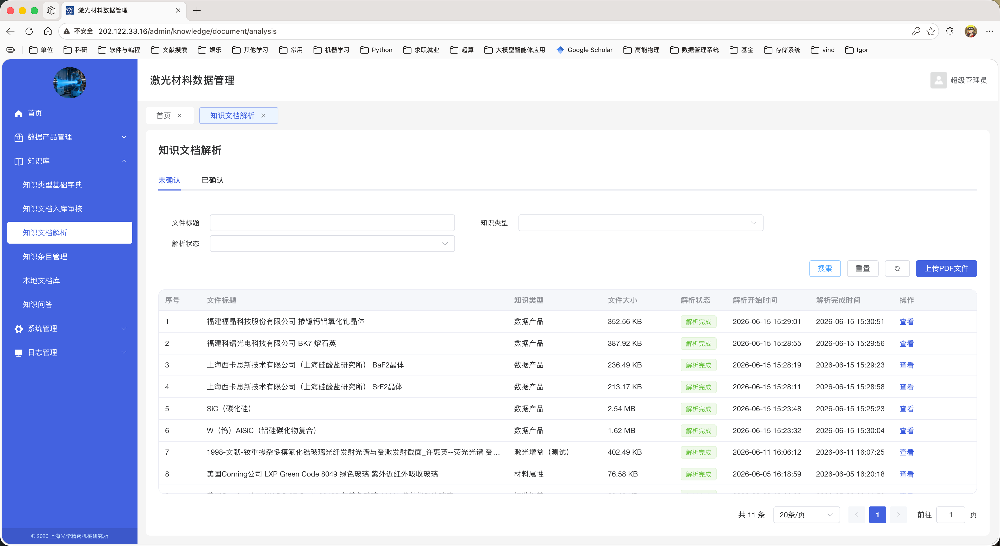 激光材料数据管理
不安全 202.122.33.16/admin/knowledge/document/analysis
单位 科研 软件与编程 文献搜索 娱乐 其他学习 常用 机器学习 Python 求职就业 超算 大模型智能体应用 Google Scholar 高能物理 数据管理系统 基金 存储系统 vind Igor
首页
数据产品管理
知识库
知识类型基础字典
知识文档入库审核
知识文档解析
知识条目管理
本地文档库
知识问答
系统管理
日志管理
© 2026 上海光学精密机械研究所
激光材料数据管理
超级管理员
首页 知识文档解析
知识文档解析
未确认 已确认
文件标题 知识类型
解析状态
搜索 重置 上传PDF文件
序号 文件标题 知识类型 文件大小 解析状态 解析开始时间 解析完成时间 操作
1 福建福晶科技股份有限公司 掺镱钙铝氧化钆晶体 数据产品 352.56 KB 解析完成 2026-06-15 15:29:01 2026-06-15 15:30:51 查看
2 福建科镭光电科技有限公司 BK7 熔石英 数据产品 387.92 KB 解析完成 2026-06-15 15:28:55 2026-06-15 15:29:56 查看
3 上海西卡思新技术有限公司（上海硅酸盐研究所） BaF2晶体 数据产品 236.49 KB 解析完成 2026-06-15 15:28:19 2026-06-15 15:29:23 查看
4 上海西卡思新技术有限公司（上海硅酸盐研究所） SrF2晶体 数据产品 213.17 KB 解析完成 2026-06-15 15:28:11 2026-06-15 15:28:58 查看
5 SiC（碳化硅） 数据产品 2.54 MB 解析完成 2026-06-15 15:23:48 2026-06-15 15:25:23 查看
6 W（钨）AlSiC（铝硅碳化物复合） 数据产品 1.62 MB 解析完成 2026-06-15 15:23:32 2026-06-15 15:30:04 查看
7 1998-文献-钕重掺杂多模氟化锆玻璃光纤发射光谱与受激发射截面_许惠英--荧光光谱 受... 激光增益（测试） 402.49 KB 解析完成 2026-06-11 16:06:12 2026-06-11 16:07:25 查看
8 美国Corning公司 LXP Green Code 8049 绿色玻璃 紫外近红外吸收玻璃 材料属性 76.58 KB 解析完成 2026-06-05 16:18:59 2026-06-05 16:20:18 查看
共 11 条 20条/页 1 前往 1 页